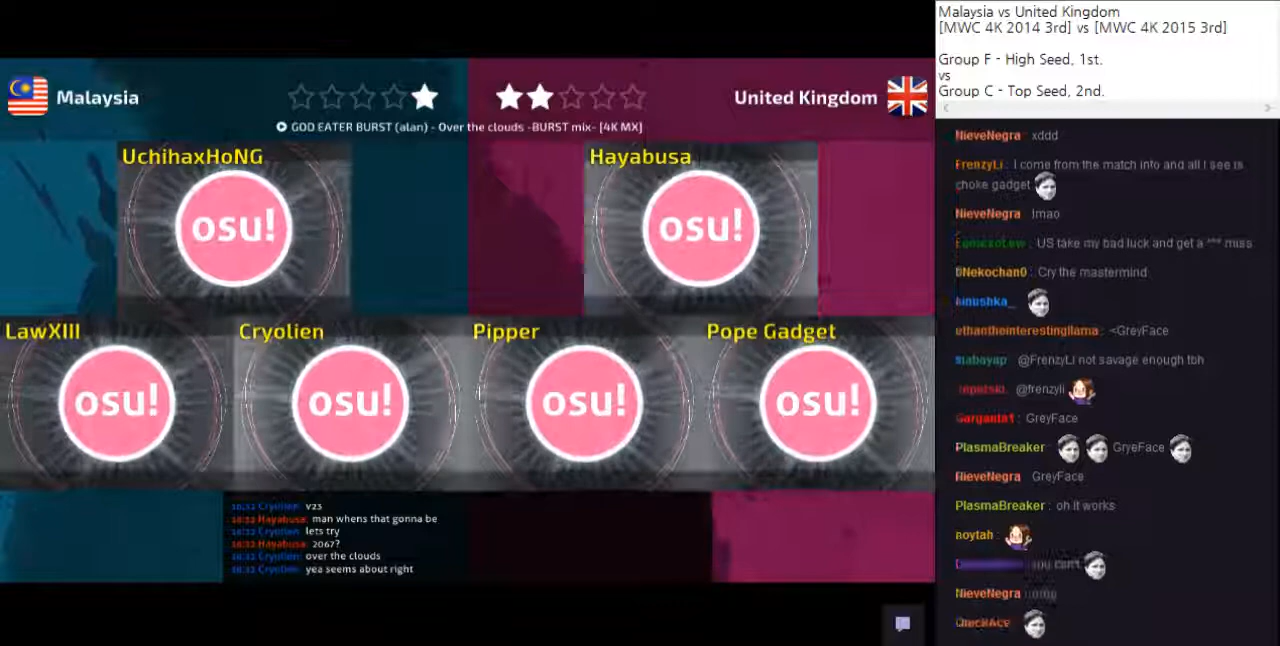 Malaysia vs United Kingdom
[MWC 4K 2014 3rd] vs [MWC 4K 2015 3rd]
Group F - High Seed, 1st.
vs
Group C - Top Seed, 2nd.
Malaysia
United Kingdom
GOD EATER BURST (alan) - Over the clouds -BURST mix- [4K MX]
UchihaxHoNG
Hayabusa
osu!
osu!
LawXIII
Cryolien
Pipper
Pope Gadget
osu!
osu!
osu!
osu!
Cryolien: v23
Hayabusa: man whens that gonna be
Cryolien: lets try
Hayabusa: 2067?
Cryolien: over the clouds
Cryolien: yea seems about right
NieveNegra xddd
FrenzyLi: I come from the match info and all I see is
choke gadget
NieveNegra lmao
US take my bad luck and get a *** miss
Nekochan0: Cry the mastermind
inushka_
ethantheinterestingllama: <GreyFace
mabayap @FrenzyLi not savage enough tbh
@frenzyli
Garganta1: GreyFace
PlasmaBreaker GryeFace
NieveNegra GreyFace
PlasmaBreaker: oh it works
aoytah:
you can't
NieveNegra